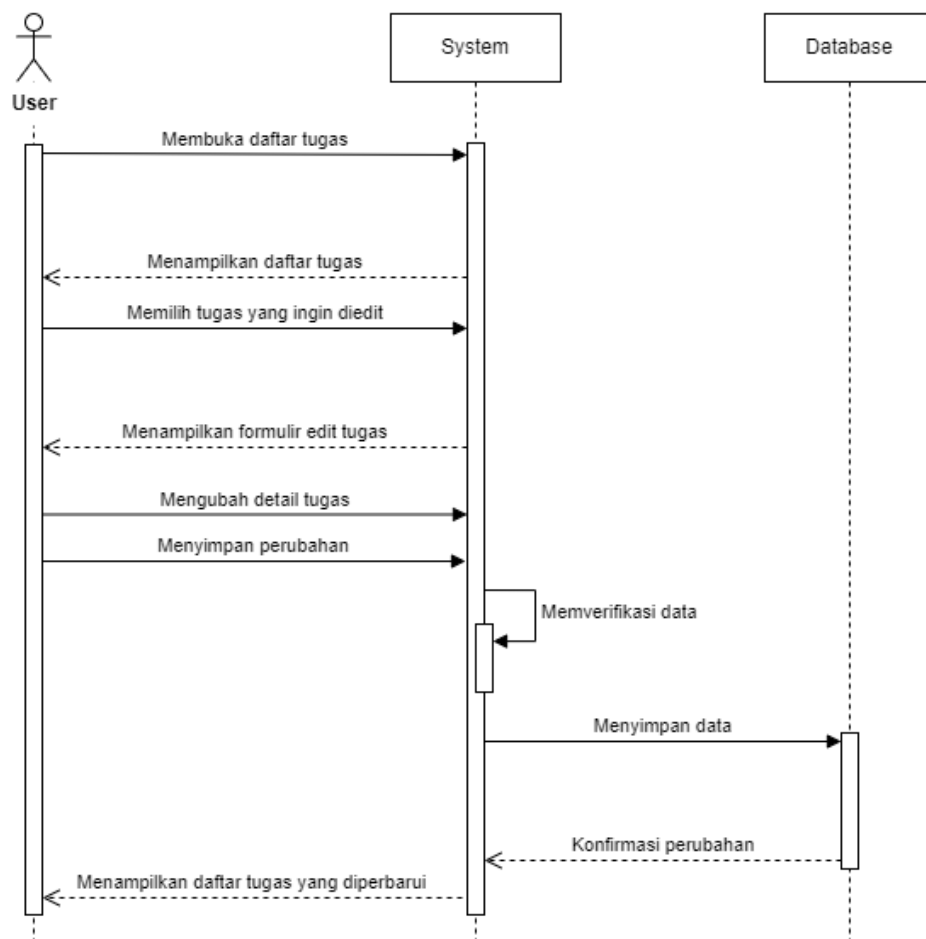 System
Database
User
Membuka daftar tugas
Menampilkan daftar tugas
Memilih tugas yang ingin diedit
Menampilkan formulir edit tugas
Mengubah detail tugas
Menyimpan perubahan
Memverifikasi data
Menyimpan data
Konfirmasi perubahan
Menampilkan daftar tugas yang diperbarui